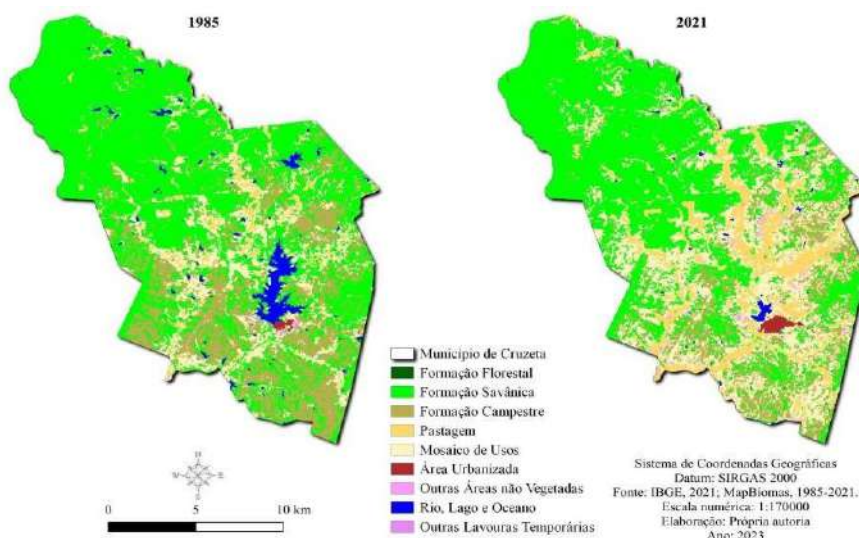 1985
2021
Município de Cruzeta
Formação Florestal
Formação Savânica
Formação Campestre
Pastagem
Mosaico de Usos
Área Urbanizada
Outras Áreas não Vegetadas
Rio, Lago e Oceano
Outras Lavouras Temporárias
N
W E
S
0 5 10 km
Sistema de Coordenadas Geográficas
Datum: SIRGAS 2000
Fonte: IBGE, 2021; MapBiomas, 1985-2021.
Escala numérica: 1:170000
Elaboração: Própria autoria
Ano: 2023